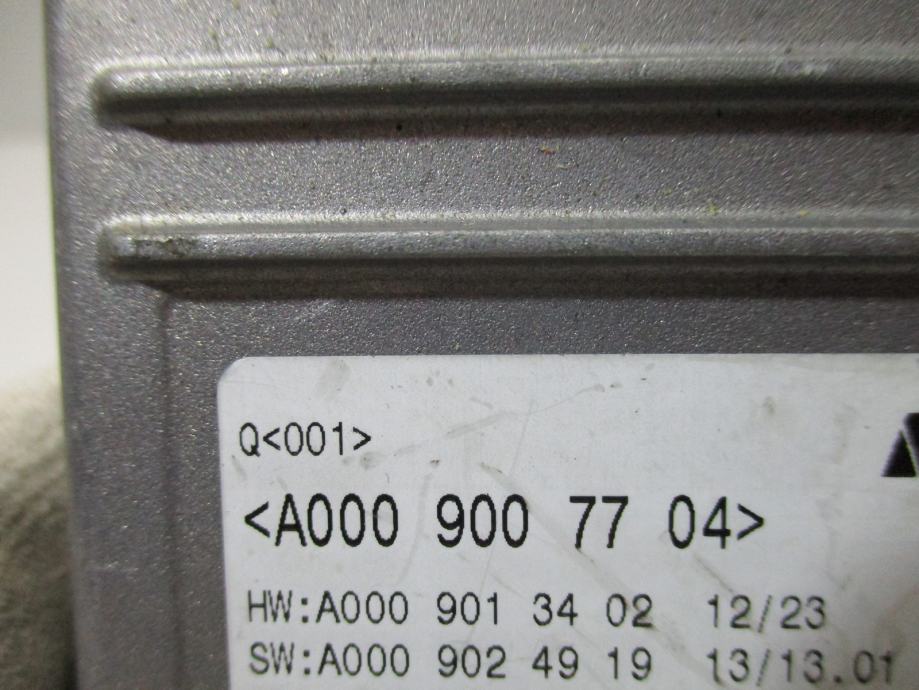 Q<001>
<A000 900 77 04>
HW:A000 901 34 02 12/23
SW:A000 902 49 19 13/13.01